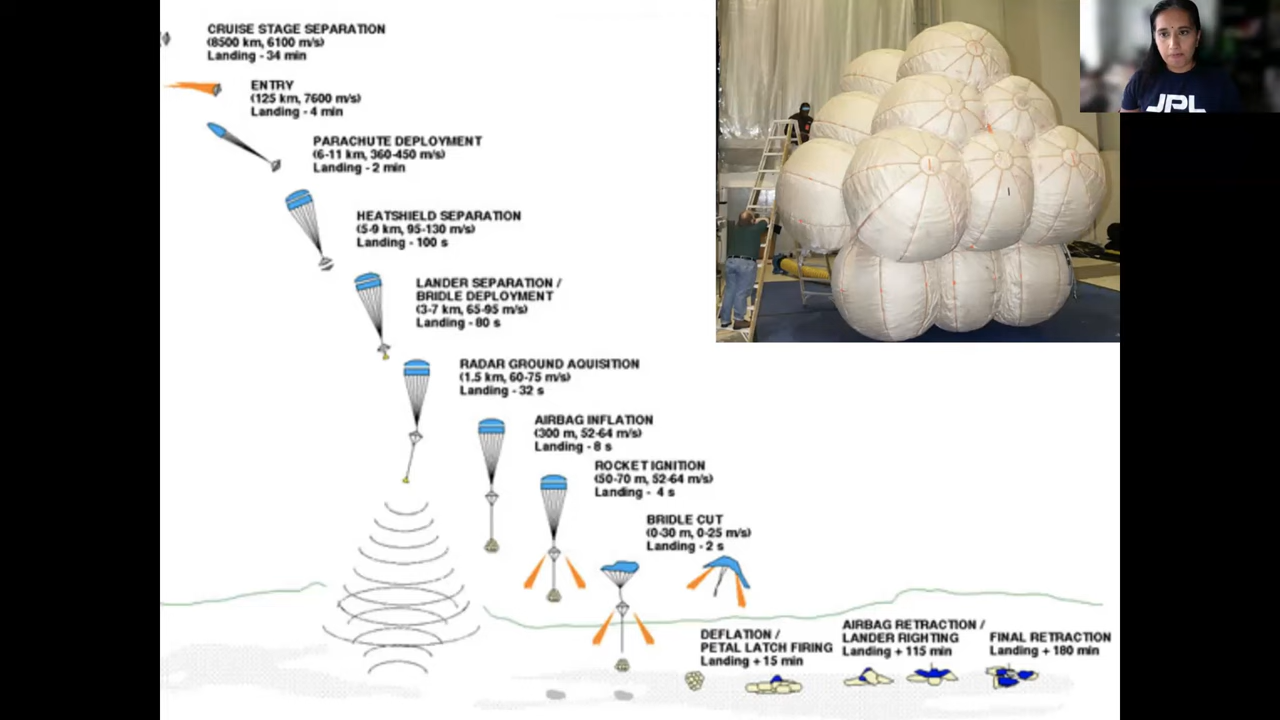 CRUISE STAGE SEPARATION
(8500 km, 6100 m/s)
Landing - 34 min
ENTRY
(125 km, 7600 m/s)
Landing - 4 min
PARACHUTE DEPLOYMENT
(6-11 km, 360-450 m/s)
Landing - 2 min
HEATSHIELD SEPARATION
(5-9 km, 95-130 m/s)
Landing - 100 s
LANDER SEPARATION /
BRIDLE DEPLOYMENT
(3-7 km, 65-95 m/s)
Landing - 80 s
RADAR GROUND AQUISITION
(1.5 km, 60-75 m/s)
Landing - 32 s
AIRBAG INFLATION
(300 m, 52-64 m/s)
Landing - 8 s
ROCKET IGNITION
(50-70 m, 52-64 m/s)
Landing - 4 s
BRIDLE CUT
(0-30 m, 0-25 m/s)
Landing - 2 s
DEFLATION /
PETAL LATCH FIRING
Landing + 15 min
AIRBAG RETRACTION /
LANDER RIGHTING
Landing + 115 min
FINAL RETRACTION
Landing + 180 min
JPL